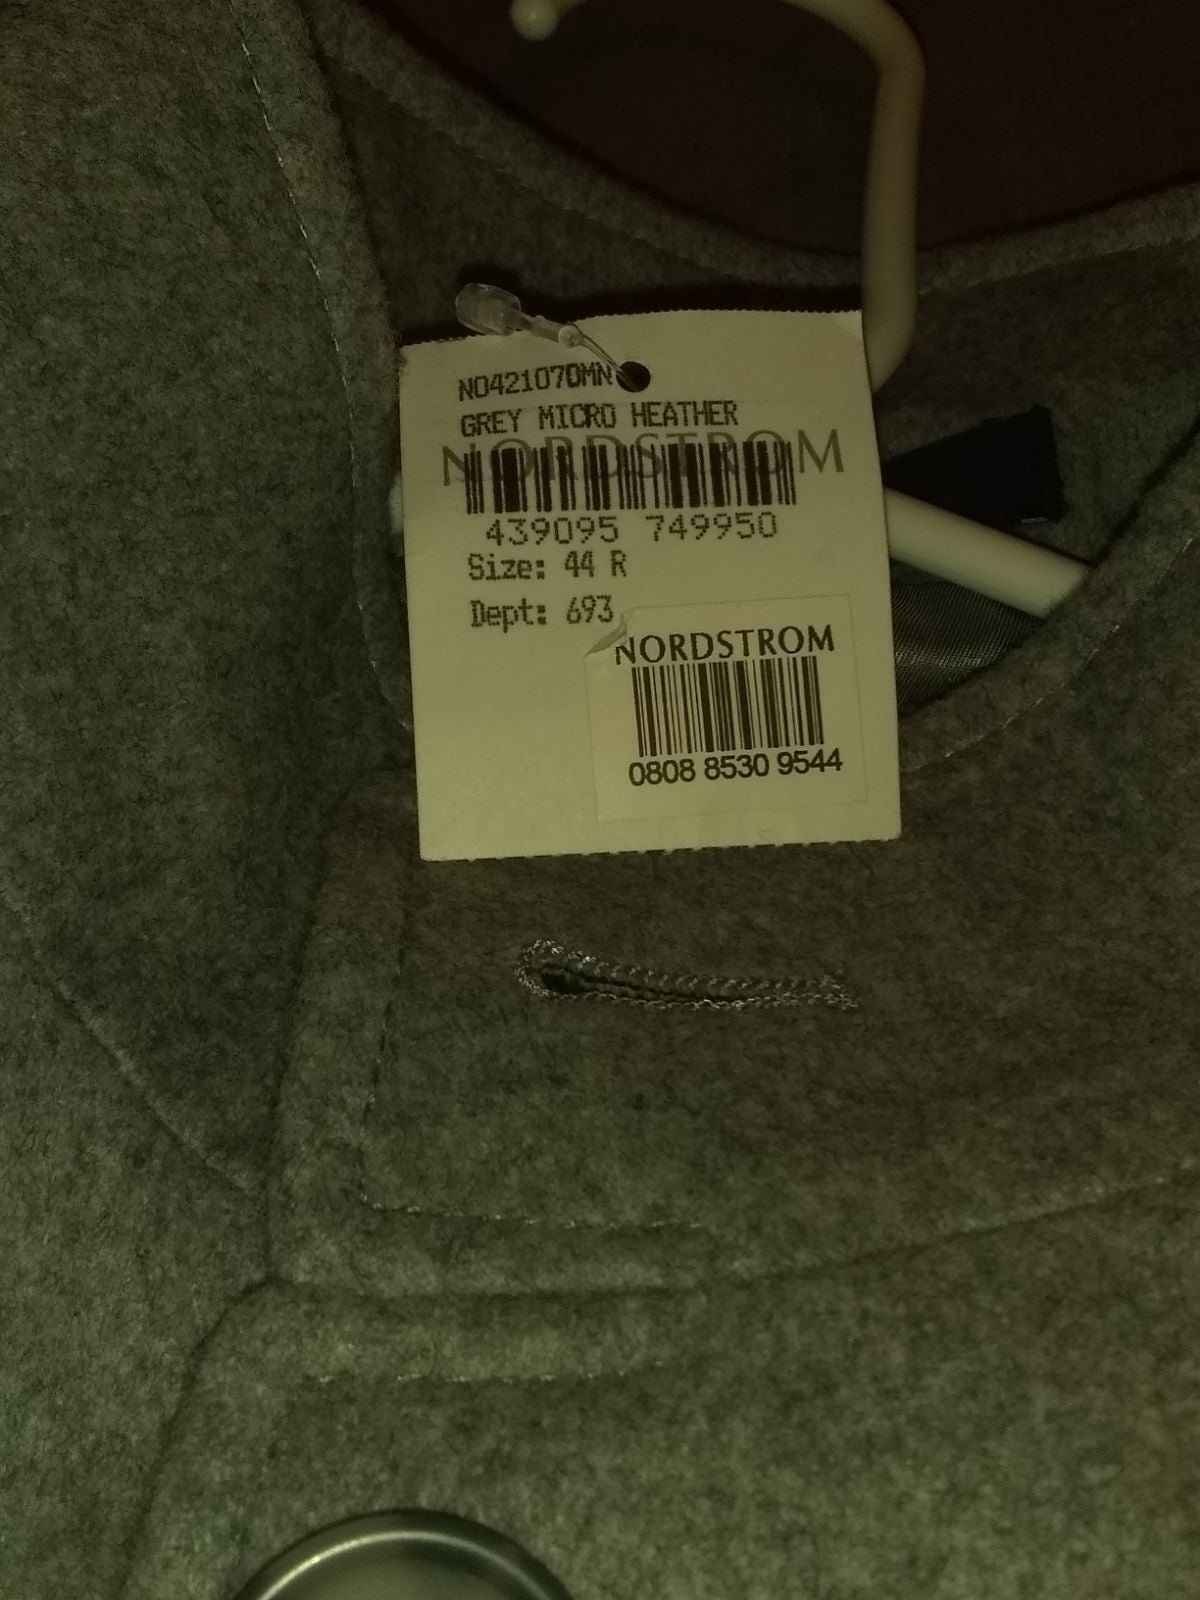 NO421070MN
GREY MICRO HEATHER
NORDSTROM
439095 749950
Size: 44 R
Dept: 693
NORDSTROM
0808 8530 9544